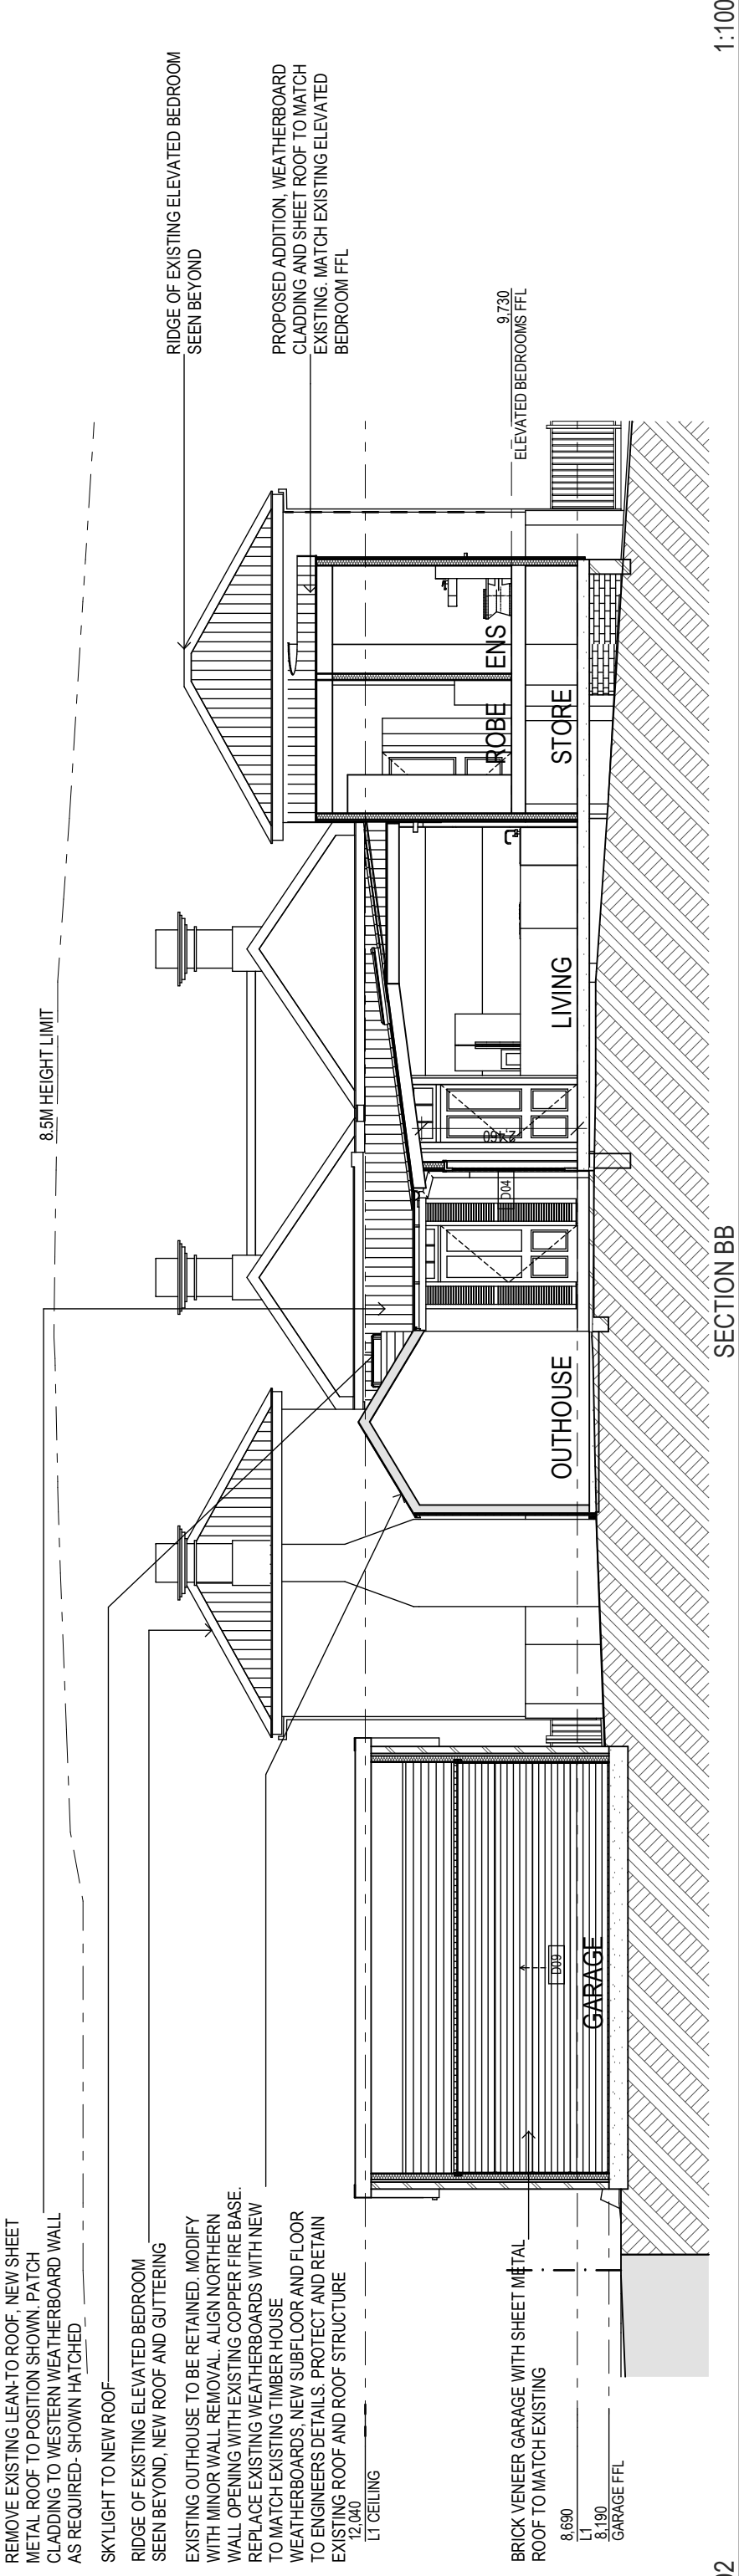 REMOVE EXISTING LEAN-TO ROOF, NEW SHEET
METAL ROOF TO POSITION SHOWN. PATCH
CLADDING TO WESTERN WEATHERBOARD WALL
AS REQUIRED- SHOWN HATCHED
SKYLIGHT TO NEW ROOF
RIDGE OF EXISTING ELEVATED BEDROOM
SEEN BEYOND, NEW ROOF AND GUTTERING
EXISTING OUTHOUSE TO BE RETAINED. MODIFY
WITH MINOR WALL REMOVAL. ALIGN NORTHERN
WALL OPENING WITH EXISTING COPPER FIRE BASE.
REPLACE EXISTING WEATHERBOARDS WITH NEW
TO MATCH EXISTING TIMBER HOUSE
WEATHERBOARDS, NEW SUBFLOOR AND FLOOR
TO ENGINEERS DETAILS. PROTECT AND RETAIN
EXISTING ROOF AND ROOF STRUCTURE
12,040
L1 CEILING
BRICK VENEER GARAGE WITH SHEET METAL
ROOF TO MATCH EXISTING
8,690
L1
8,190
GARAGE FFL
8.5M HEIGHT LIMIT
RIDGE OF EXISTING ELEVATED BEDROOM
SEEN BEYOND
PROPOSED ADDITION, WEATHERBOARD
CLADDING AND SHEET ROOF TO MATCH
EXISTING. MATCH EXISTING ELEVATED
BEDROOM FFL
9,730
ELEVATED BEDROOMS FFL
D09
GARAGE
OUTHOUSE
D04
2,460
LIVING
ROBE
ENS
STORE
02
SECTION BB
1:100